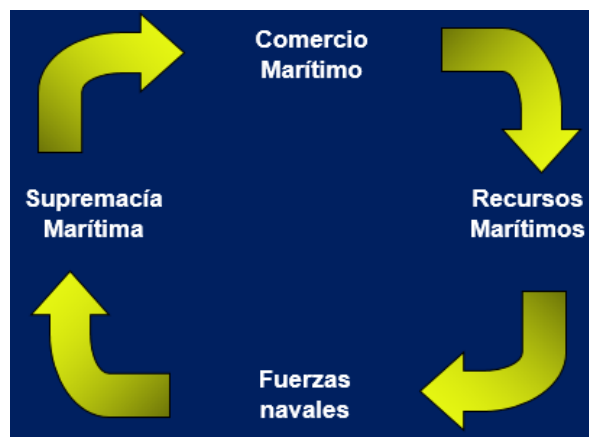 Comercio
Marítimo
Supremacía
Marítima
Recursos
Marítimos
Fuerzas
navales